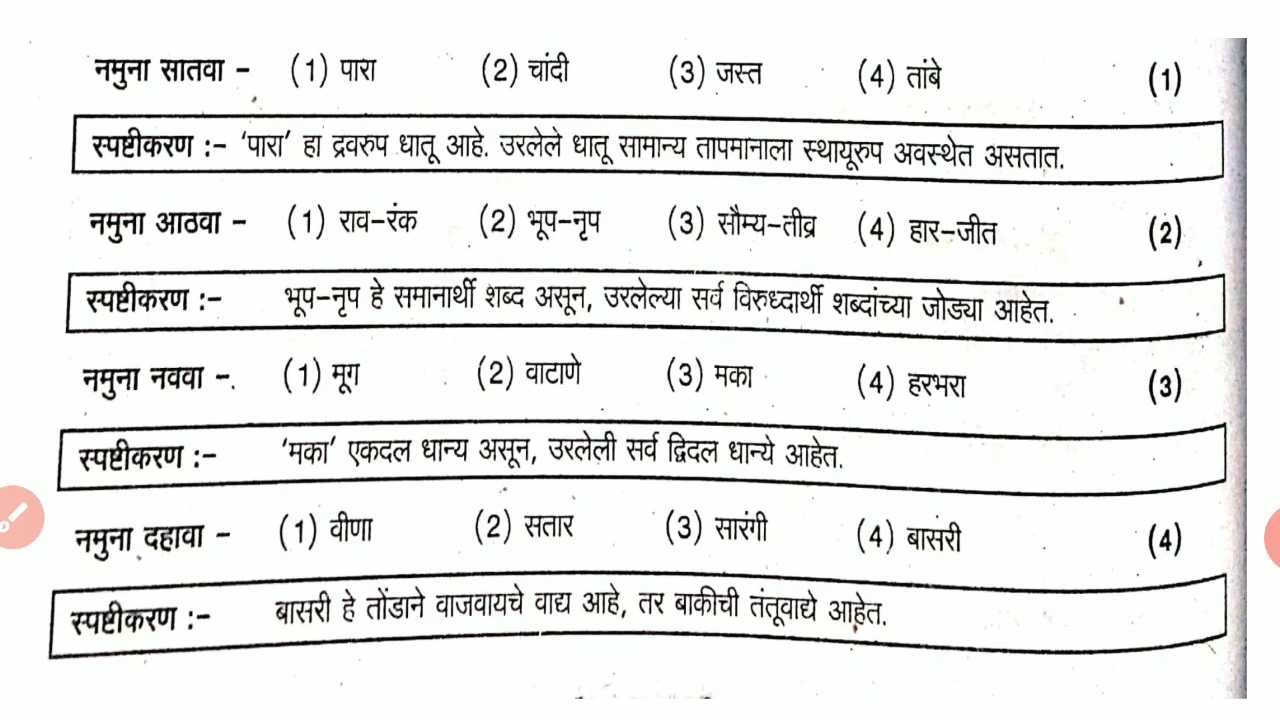 नमुना सातवा – (1) पारा (2) चांदी (3) जस्त (4) तांबे (1)
स्पष्टीकरण :– ‘पारा’ हा द्रवरुप धातू आहे. उरलेले धातू सामान्य तापमानाला स्थायूरुप अवस्थेत असतात.
नमुना आठवा – (1) राव–रंक (2) भूप–नृप (3) सौम्य–तीव्र (4) हार–जीत (2)
स्पष्टीकरण :– भूप–नृप हे समानार्थी शब्द असून, उरलेल्या सर्व विरुध्दार्थी शब्दांच्या जोड्या आहेत.
नमुना नववा –. (1) मूग (2) वाटाणे (3) मका (4) हरभरा (3)
स्पष्टीकरण :– ‘मका’ एकदल धान्य असून, उरलेली सर्व द्विदल धान्ये आहेत.
नमुना दहावा – (1) वीणा (2) सतार (3) सारंगी (4) बासरी (4)
स्पष्टीकरण :– बासरी हे तोंडाने वाजवायचे वाद्य आहे, तर बाकीची तंतूवाद्ये आहेत.